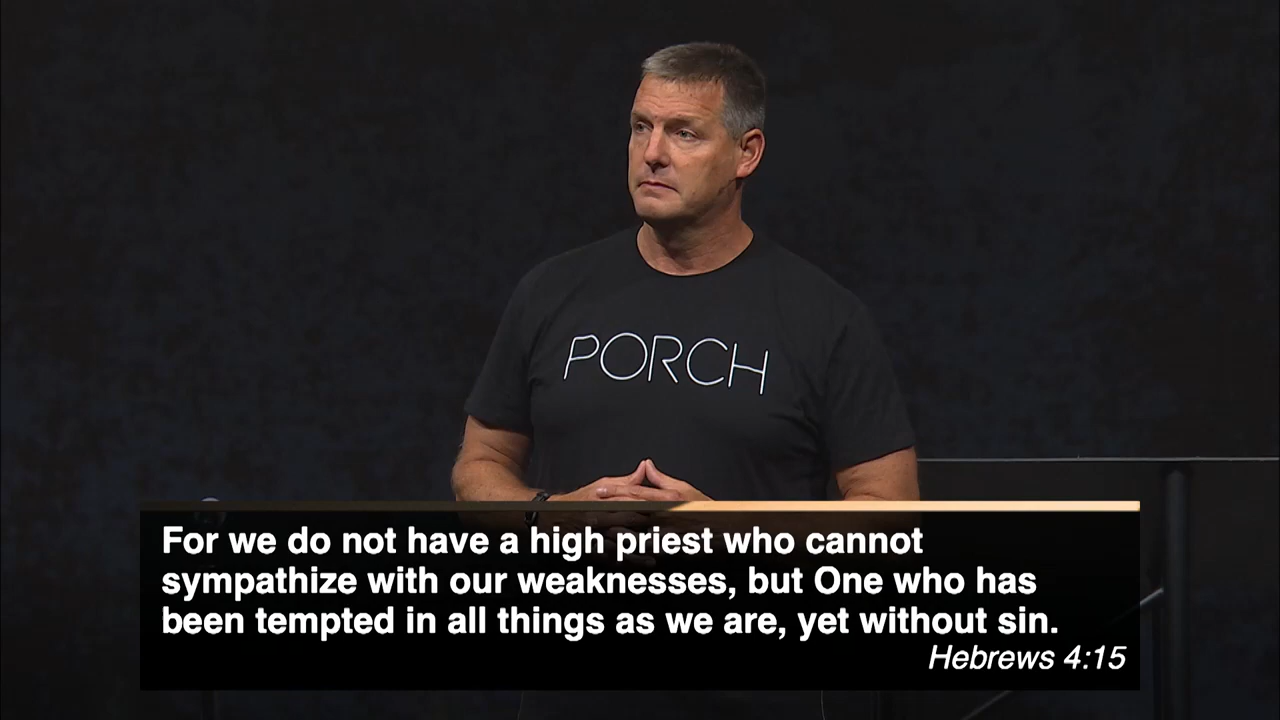 PORCH
For we do not have a high priest who cannot
sympathize with our weaknesses, but One who has
been tempted in all things as we are, yet without sin.
Hebrews 4:15